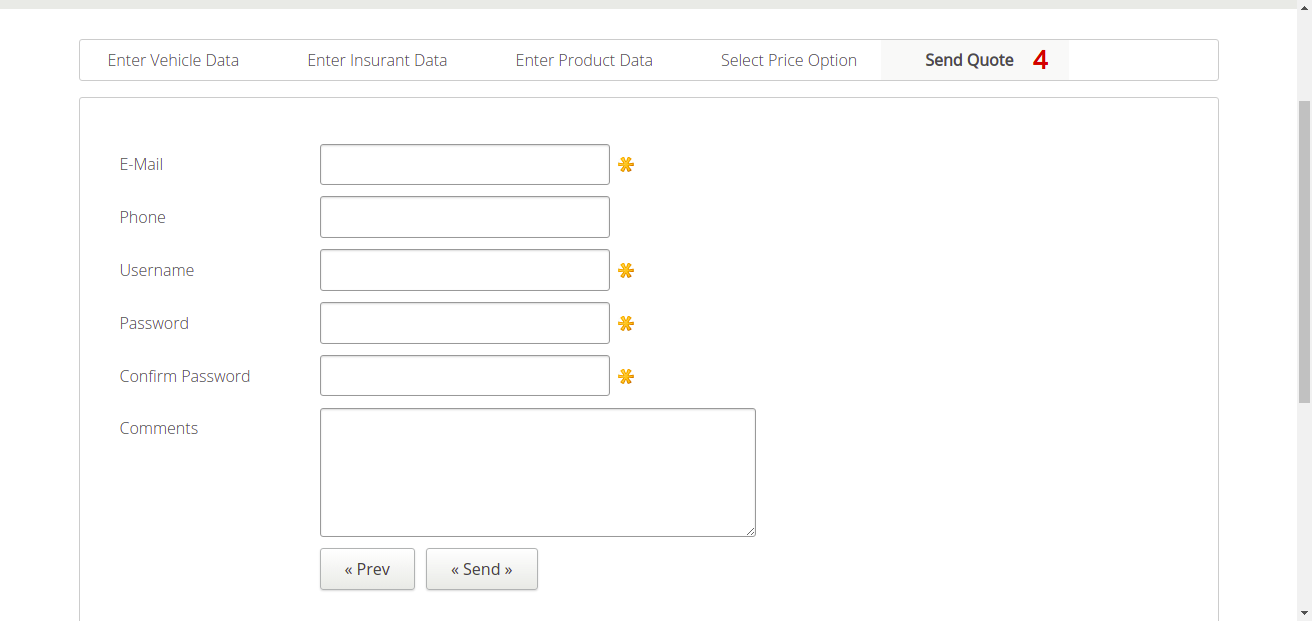 Enter Vehicle Data Enter Insurant Data Enter Product Data Select Price Option Send Quote 4
E-Mail
Phone
Username
Password
Confirm Password
Comments
« Prev « Send »